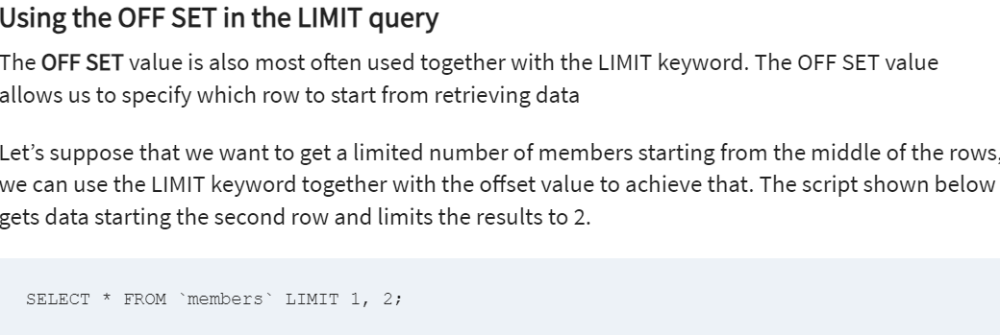 Using the OFF SET in the LIMIT query
The OFF SET value is also most often used together with the LIMIT keyword. The OFF SET value
allows us to specify which row to start from retrieving data
Let’s suppose that we want to get a limited number of members starting from the middle of the rows,
we can use the LIMIT keyword together with the offset value to achieve that. The script shown below
gets data starting the second row and limits the results to 2.
SELECT * FROM `members` LIMIT 1, 2;